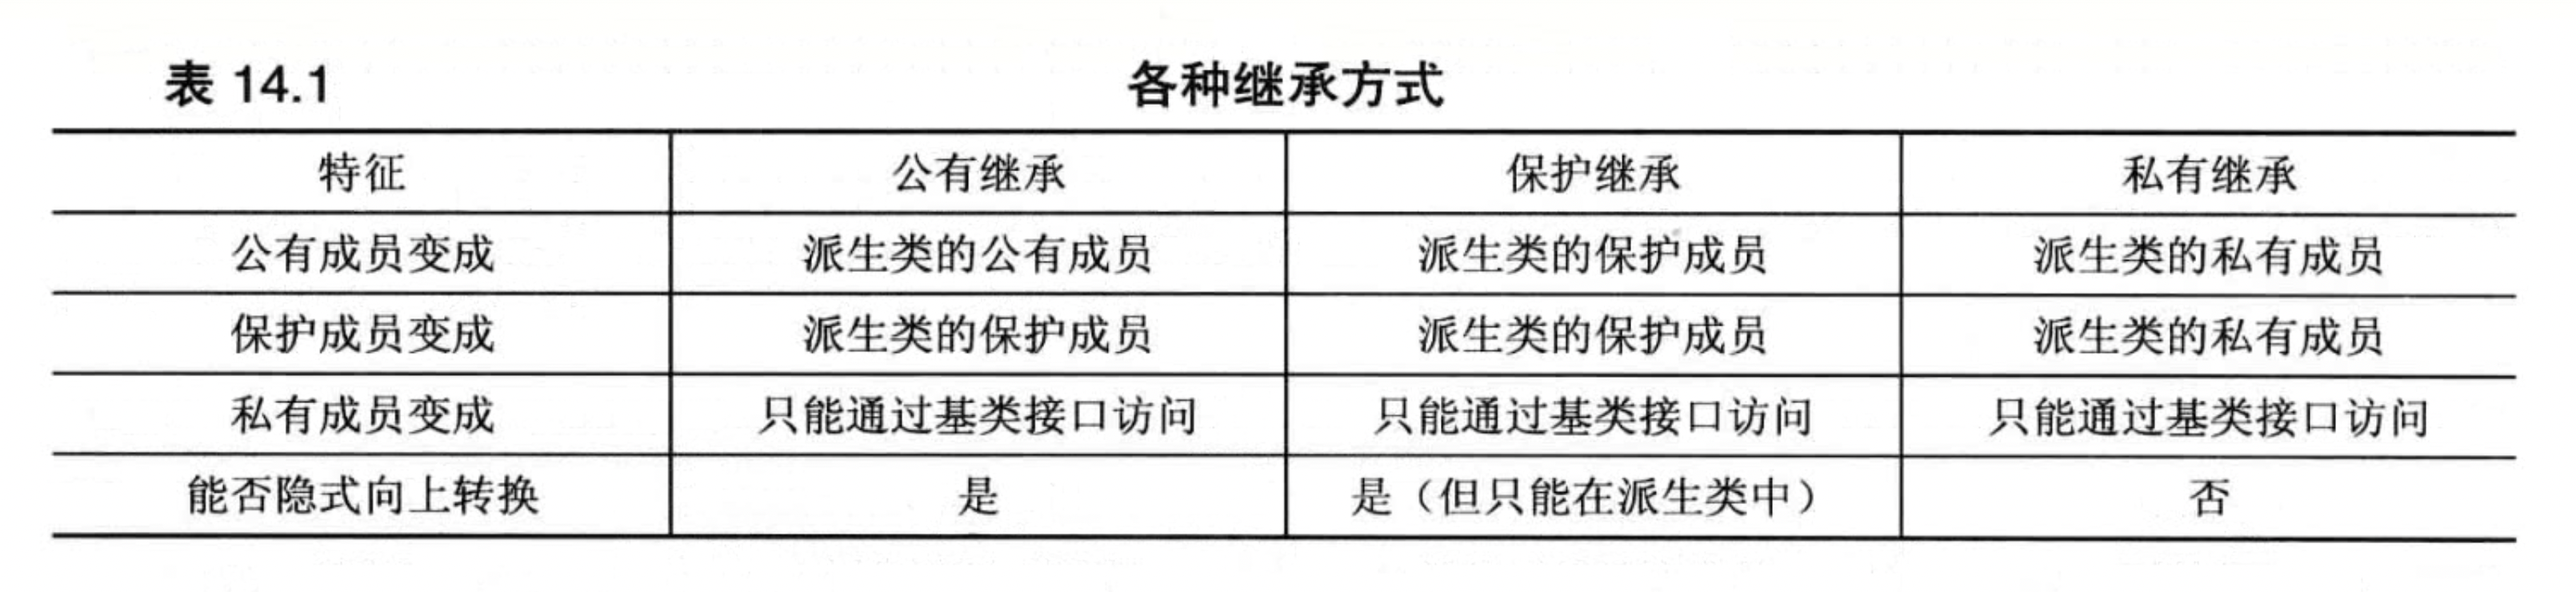 表 14.1 各种继承方式
特征 公有继承 保护继承 私有继承
公有成员变成 派生类的公有成员 派生类的保护成员 派生类的私有成员
保护成员变成 派生类的保护成员 派生类的保护成员 派生类的私有成员
私有成员变成 只能通过基类接口访问 只能通过基类接口访问 只能通过基类接口访问
能否隐式向上转换 是 是（但只能在派生类中） 否